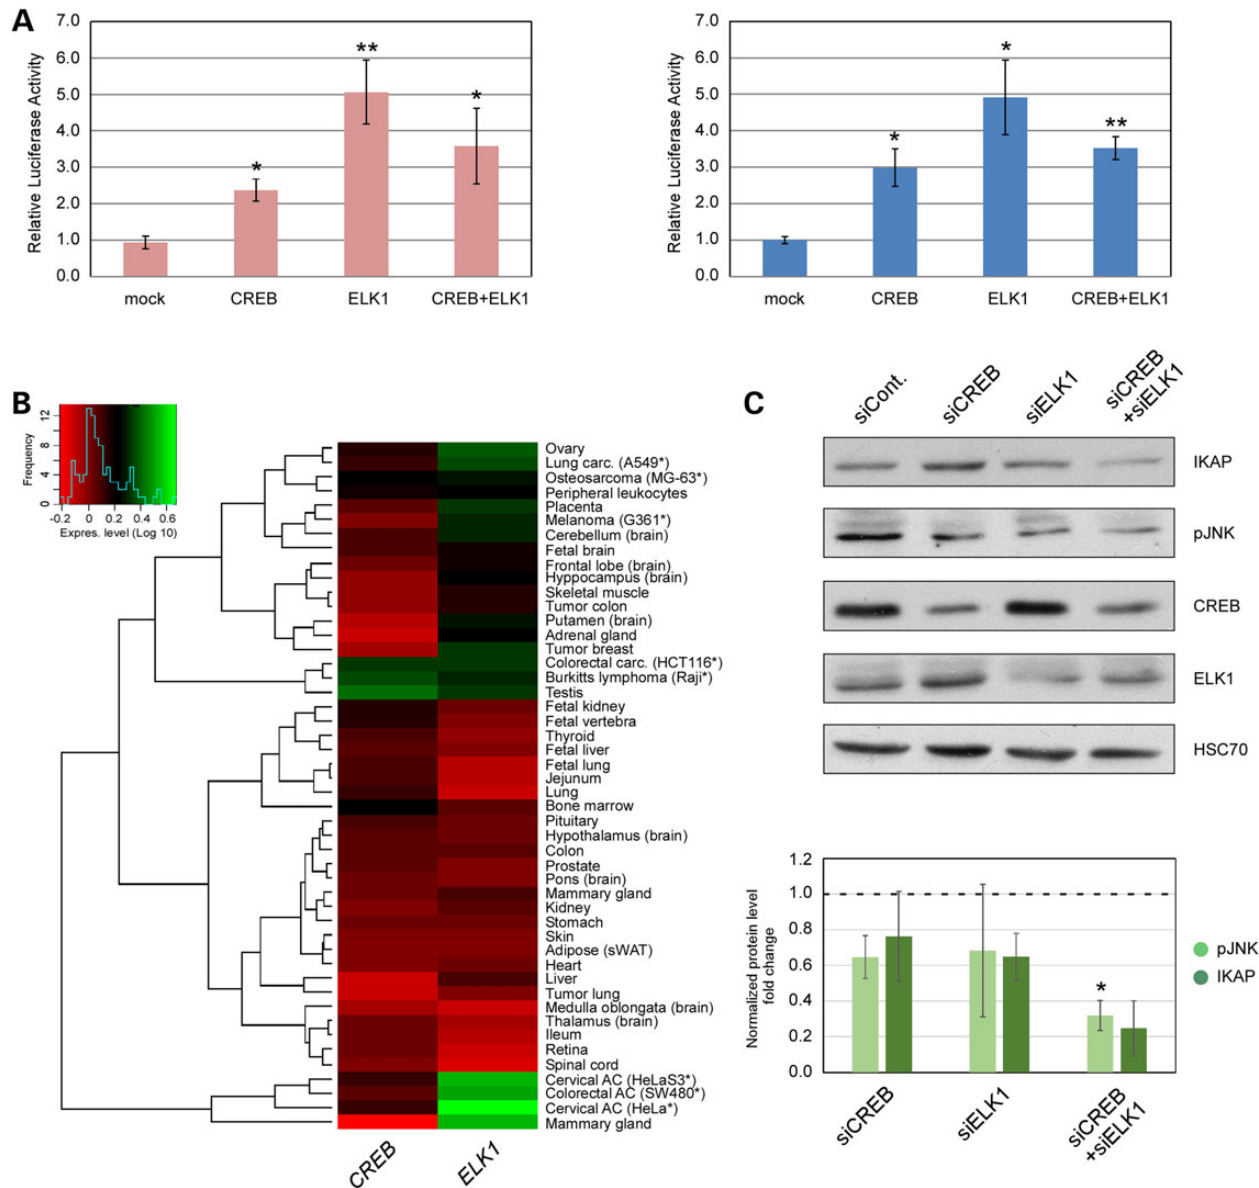 A
Relative Luciferase Activity
7.0
6.0
5.0
4.0
3.0
2.0
1.0
0.0
*
**
*
mock
CREB
ELK1
CREB+ELK1
Relative Luciferase Activity
7.0
6.0
5.0
4.0
3.0
2.0
1.0
0.0
*
*
**
mock
CREB
ELK1
CREB+ELK1
B
Frequency
12
8
4
0
-0.2 0 0.2 0.4 0.6
Expres. level (Log 10)
Ovary
Lung carc. (A549*)
Osteosarcoma (MG-63*)
Peripheral leukocytes
Placenta
Melanoma (G361*)
Cerebellum (brain)
Fetal brain
Frontal lobe (brain)
Hyppocampus (brain)
Skeletal muscle
Tumor colon
Putamen (brain)
Adrenal gland
Tumor breast
Colorectal carc. (HCT116*)
Burkitts lymphoma (Raji*)
Testis
Fetal kidney
Fetal vertebra
Thyroid
Fetal liver
Fetal lung
Jejunum
Lung
Bone marrow
Pituitary
Hypothalamus (brain)
Colon
Prostate
Pons (brain)
Mammary gland
Kidney
Stomach
Skin
Adipose (sWAT)
Heart
Liver
Tumor lung
Medulla oblongata (brain)
Thalamus (brain)
Ileum
Retina
Spinal cord
Cervical AC (HeLaS3*)
Colorectal AC (SW480*)
Cervical AC (HeLa*)
Mammary gland
CREB
ELK1
C
siCont.
siCREB
siELK1
siCREB
+siELK1
IKAP
pJNK
CREB
ELK1
HSC70
Normalized protein level
fold change
1.2
1.0
0.8
0.6
0.4
0.2
0.0
*
pJNK
IKAP
siCREB
siELK1
siCREB
+siELK1